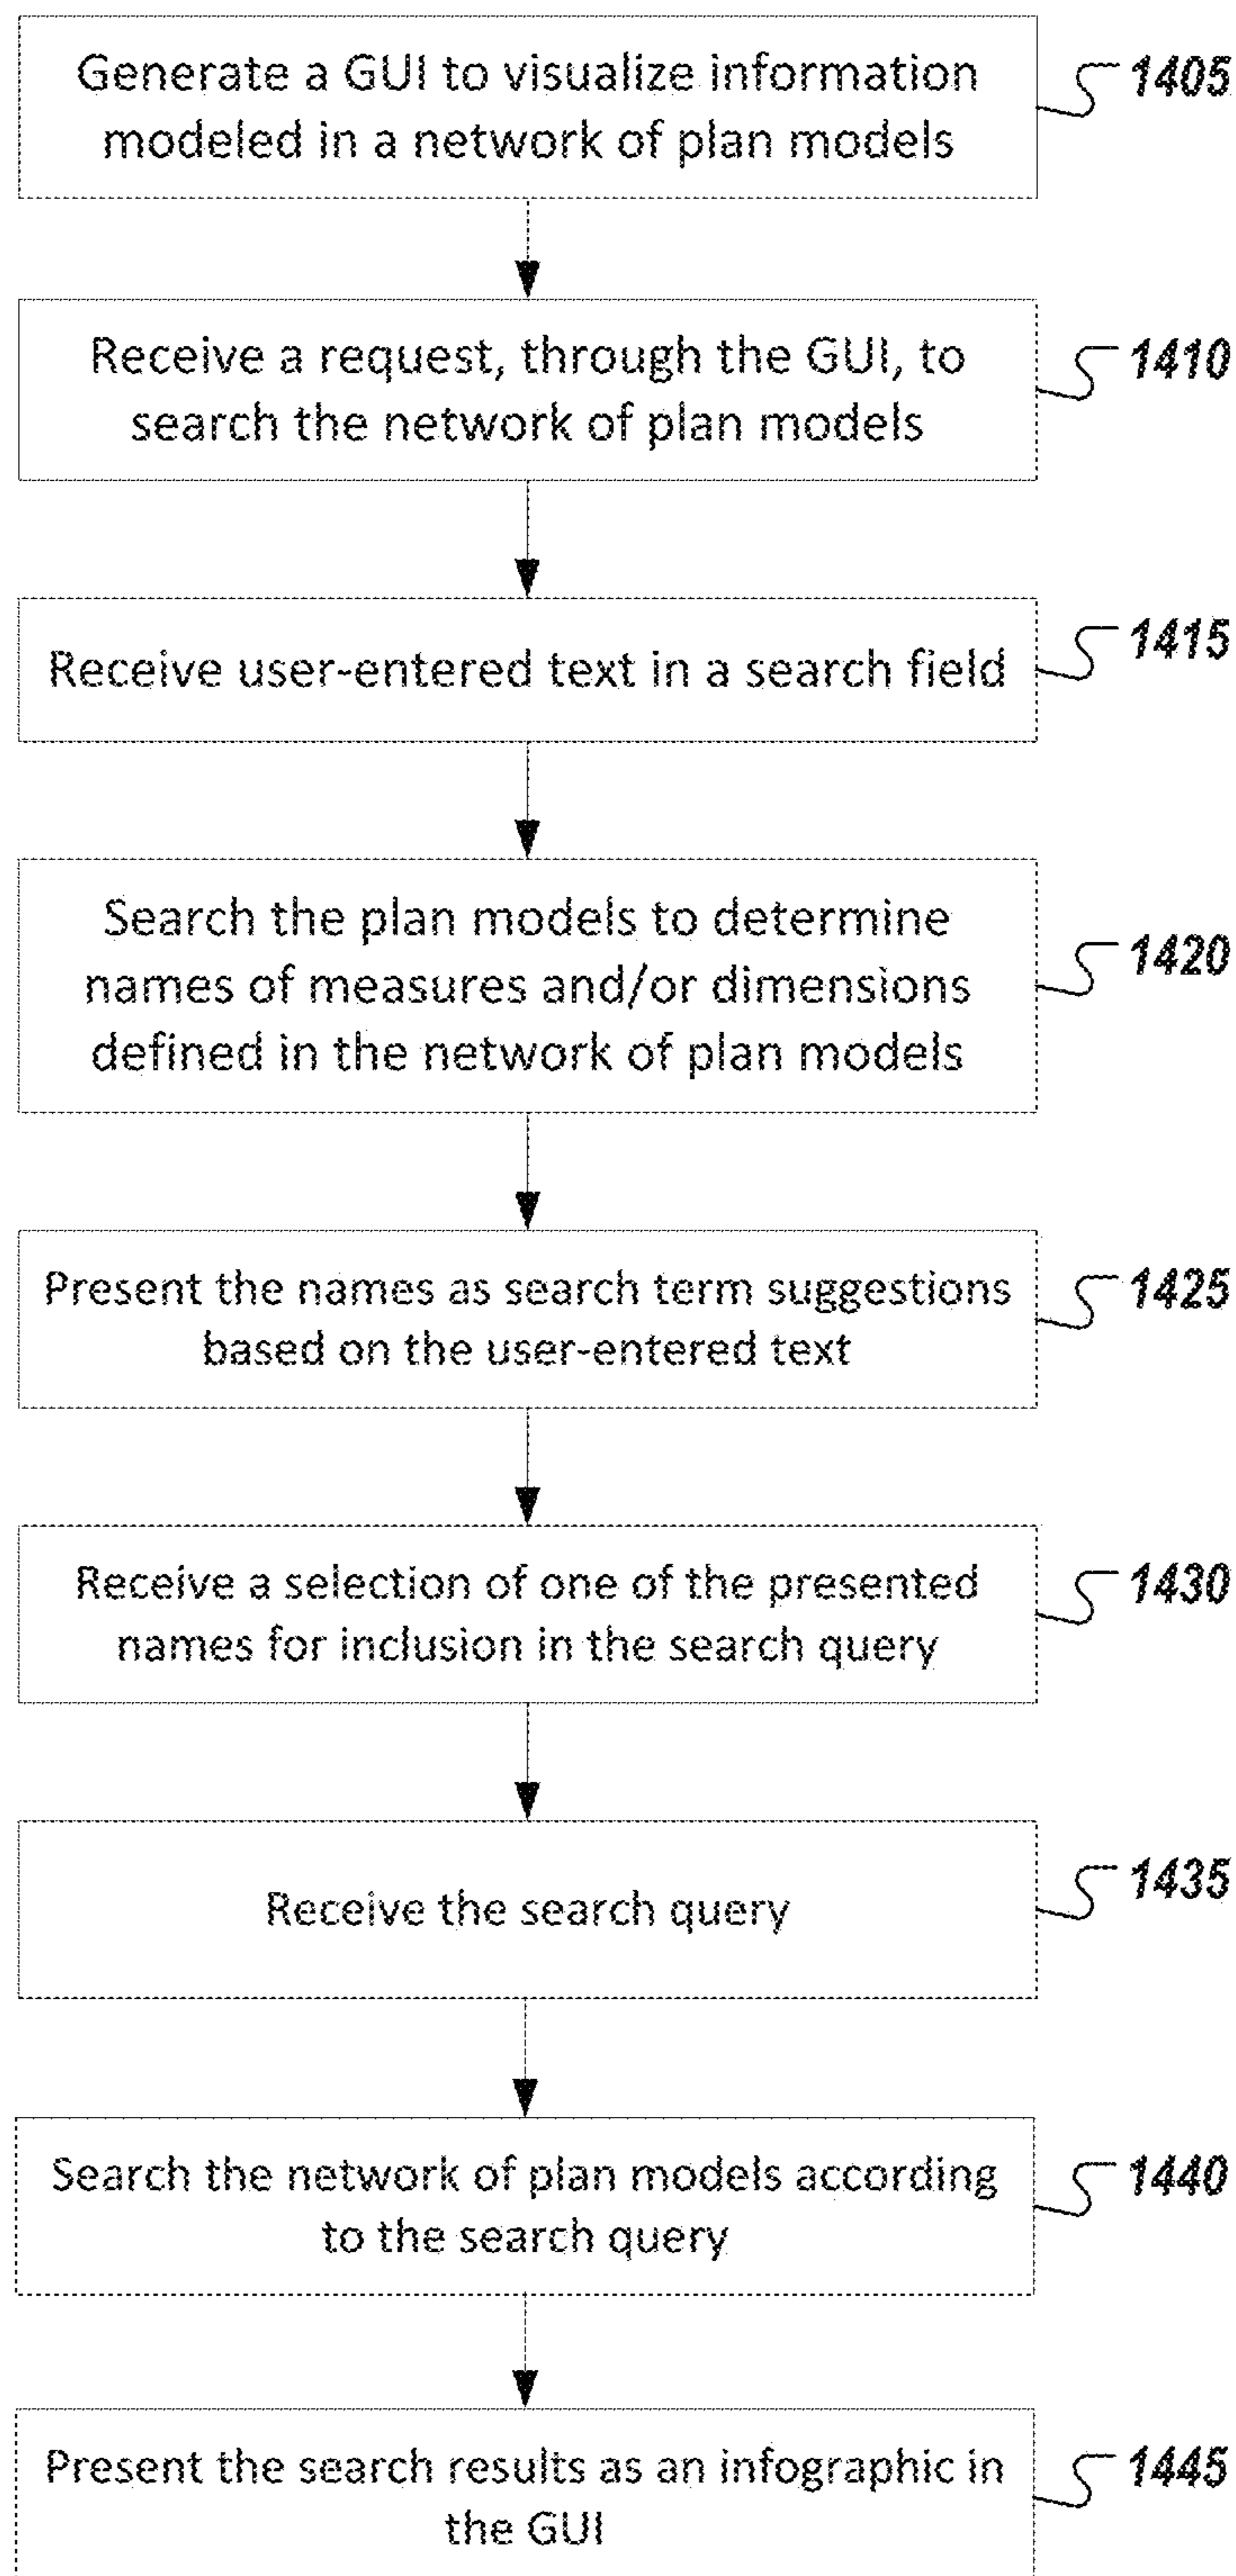 Generate a GUI to visualize information
modeled in a network of plan models
1405
Receive a request, through the GUI, to
search the network of plan models
1410
Receive user-entered text in a search field
1415
Search the plan models to determine
names of measures and/or dimensions
defined in the network of plan models
1420
Present the names as search term suggestions
based on the user-entered text
1425
Receive a selection of one of the presented
names for inclusion in the search query
1430
Receive the search query
1435
Search the network of plan models according
to the search query
1440
Present the search results as an infographic in
the GUI
1445